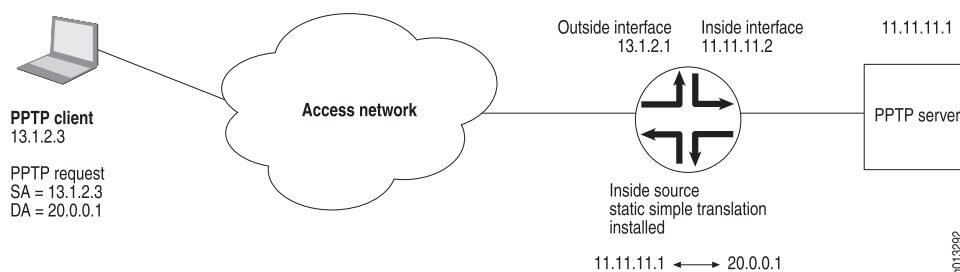 PPTP client
13.1.2.3
PPTP request
SA = 13.1.2.3
DA = 20.0.0.1
Access network
Outside interface
13.1.2.1
Inside interface
11.11.11.2
11.11.11.1
PPTP server
Inside source
static simple translation
installed
11.11.11.1 ⟷ 20.0.0.1
g013292